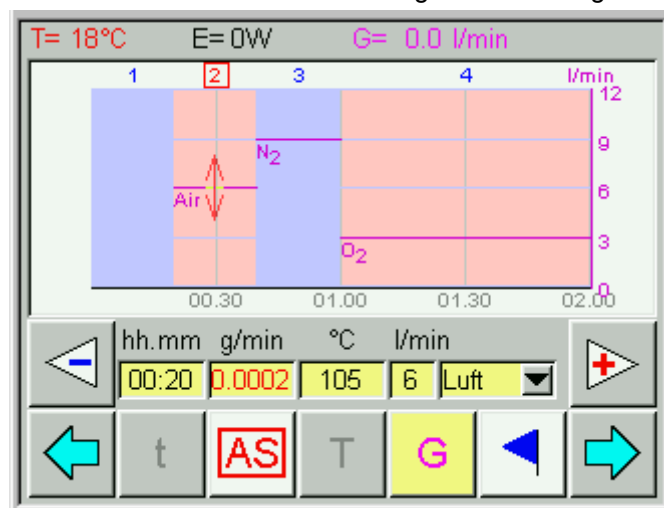 T= 18°C E= 0W G= 0.0 l/min
1 2 3 4 l/min
12
9
N2
6
Air
3
O2
0
00.30 01.00 01.30 02.00
hh.mm g/min °C l/min
00:20 0.0002 105 6 Luft
t AS T G